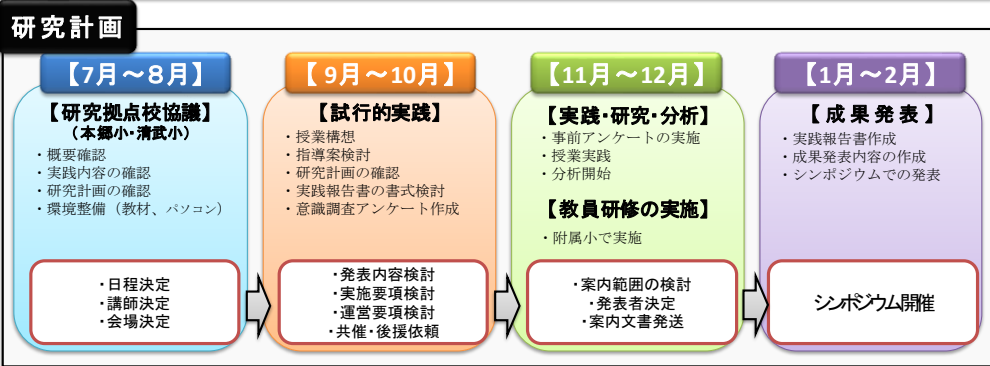 研究計画
【7月～8月】
【研究拠点校協議】
（本郷小・清武小）
・概要確認
・実践内容の確認
・研究計画の確認
・環境整備（教材、パソコン）
・日程決定
・講師決定
・会場決定
【9月～10月】
【試行的実践】
・授業構想
・指導案検討
・研究計画の確認
・実践報告書の書式検討
・意識調査アンケート作成
・発表内容検討
・実施要項検討
・運営要項検討
・共催・後援依頼
【11月～12月】
【実践・研究・分析】
・事前アンケートの実施
・授業実践
・分析開始
【教員研修の実施】
・附属小で実施
・案内範囲の検討
・発表者決定
・案内文書発送
【1月～2月】
【成果発表】
・実践報告書作成
・成果発表内容の作成
・シンポジウムでの発表
シンポジウム開催